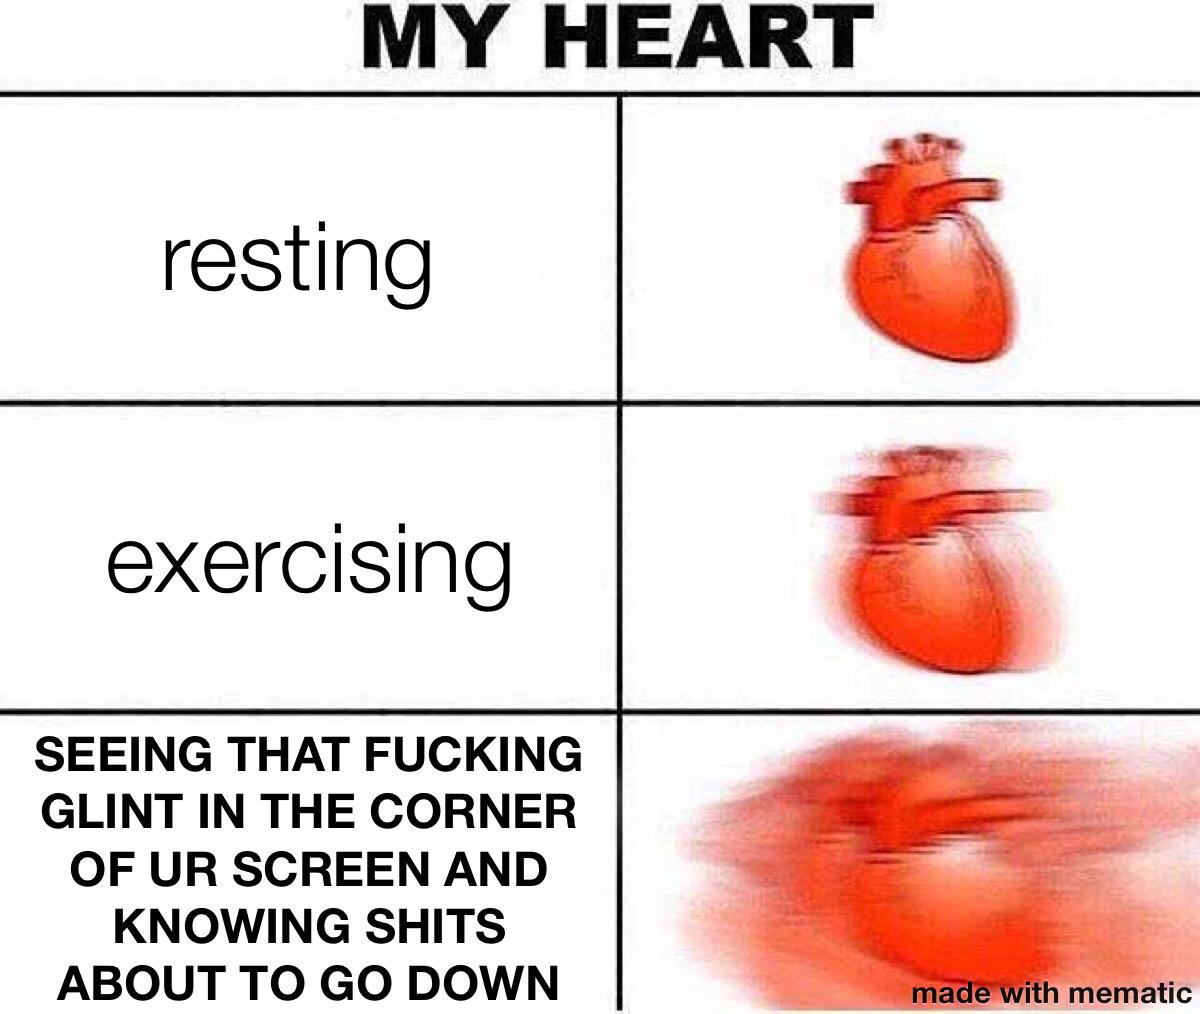 MY HEART
resting
exercising
SEEING THAT FUCKING
GLINT IN THE CORNER
OF UR SCREEN AND
KNOWING SHITS
ABOUT TO GO DOWN
made with mematic